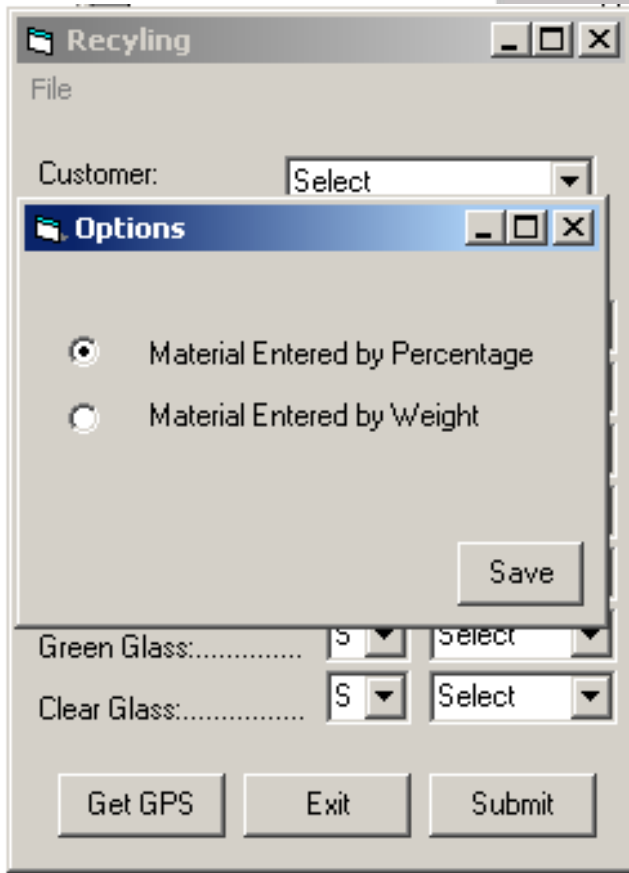 Recyling
File
Customer: Select
Options
Material Entered by Percentage
Material Entered by Weight
Save
Green Glass:.............. S Select
Clear Glass:................. S Select
Get GPS Exit Submit